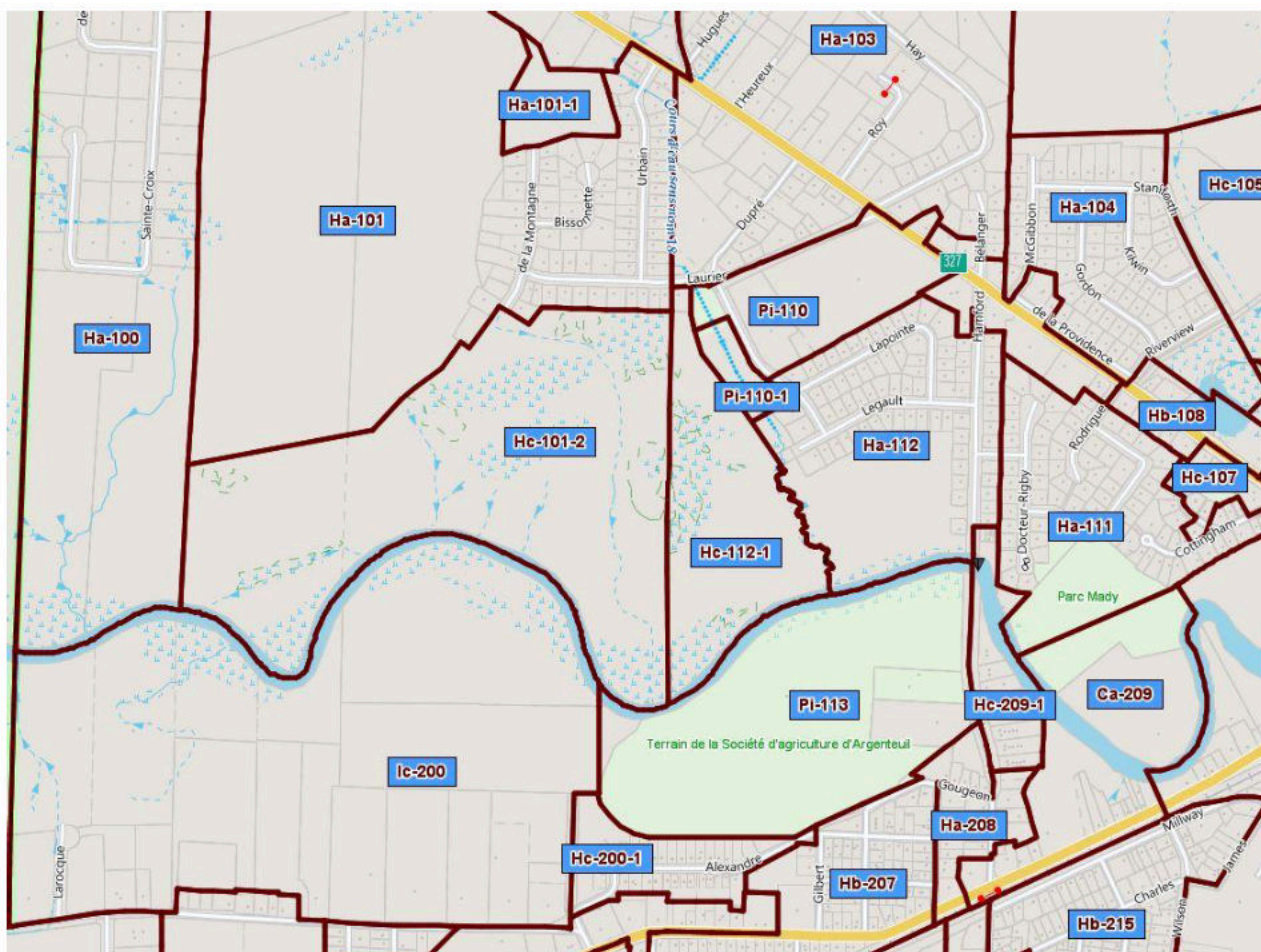 de
Hugues
Ha-103
Hay
Ha-101-1
l'Heureux
Roy
Sainte-Croix
Urbain
Hc-105
Staniforth
Ha-104
McGibbon
Ha-101
de la Montagne
Dupré
Bélanger
Kilwin
Gordon
327
Laurier
Pi-110
Hamford
de la Providence
Ha-100
Lapointe
Riverview
Pi-110-1
Legault
Rodrigue
Hb-108
Hc-101-2
Ha-112
Hc-107
Docteur-Rigby
Ha-111
Cottingham
Hc-112-1
Parc Mady
Ca-209
Pi-113
Hc-209-1
Terrain de la Société d'agriculture d'Argenteuil
Ic-200
Gougeon
Ha-208
Millway
Larocque
Hc-200-1
Alexandre
James
Gilbert
Hb-207
Charles
Hb-215
Wilson